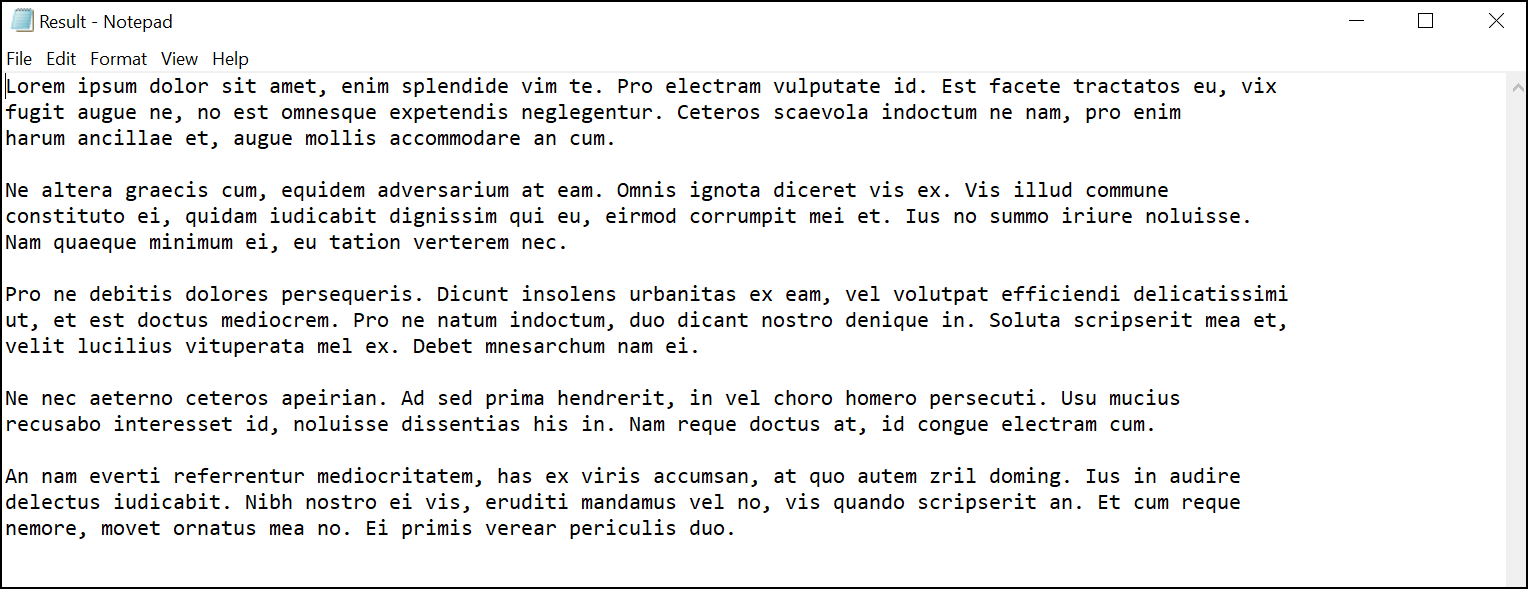 Result - Notepad
File Edit Format View Help
Lorem ipsum dolor sit amet, enim splendide vim te. Pro electram vulputate id. Est facete tractatos eu, vix
fugit augue ne, no est omnesque expetendis neglegentur. Ceteros scaevola indoctum ne nam, pro enim
harum ancillae et, augue mollis accommodare an cum.

Ne altera graecis cum, equidem adversarium at eam. Omnis ignota diceret vis ex. Vis illud commune
constituto ei, quidam iudicabit dignissim qui eu, eirmod corrumpit mei et. Ius no summo iriure noluisse.
Nam quaeque minimum ei, eu tation verterem nec.

Pro ne debitis dolores persequeris. Dicunt insolens urbanitas ex eam, vel volutpat efficiendi delicatissimi
ut, et est doctus mediocrem. Pro ne natum indoctum, duo dicant nostro denique in. Soluta scripserit mea et,
velit lucilius vituperata mel ex. Debet mnesarchum nam ei.

Ne nec aeterno ceteros apeirian. Ad sed prima hendrerit, in vel choro homero persecuti. Usu mucius
recusabo interesset id, noluisse dissentias his in. Nam reque doctus at, id congue electram cum.

An nam everti referrentur mediocritatem, has ex viris accumsan, at quo autem zril doming. Ius in audire
delectus iudicabit. Nibh nostro ei vis, eruditi mandamus vel no, vis quando scripserit an. Et cum reque
nemore, movet ornatus mea no. Ei primis verear periculis duo.